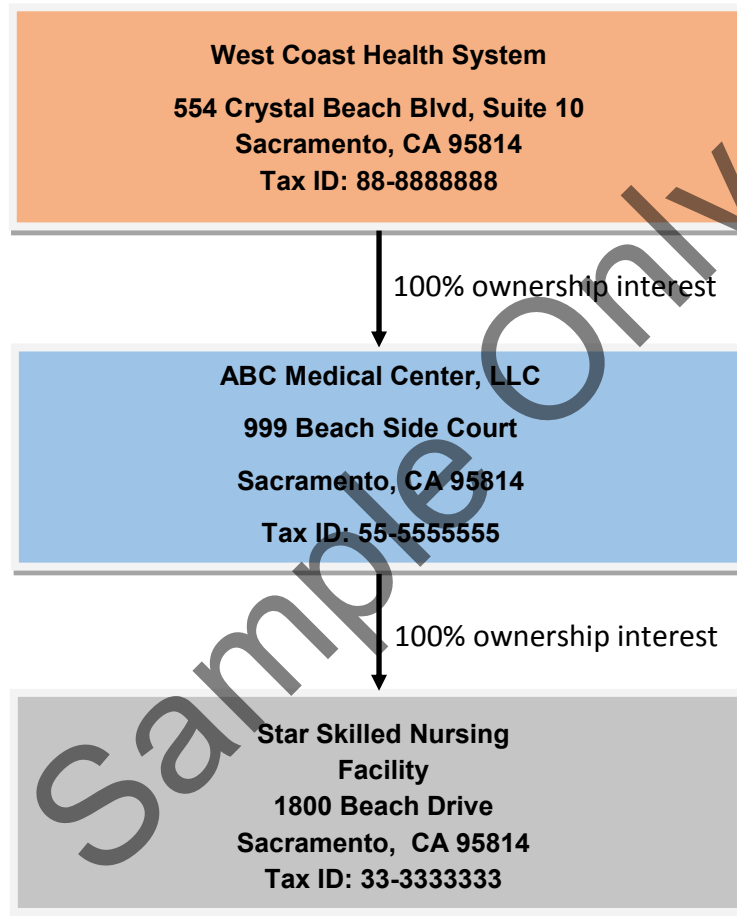 West Coast Health System
554 Crystal Beach Blvd, Suite 10
Sacramento, CA 95814
Tax ID: 88-8888888
100% ownership interest
ABC Medical Center, LLC
999 Beach Side Court
Sacramento, CA 95814
Tax ID: 55-5555555
100% ownership interest
Star Skilled Nursing
Facility
1800 Beach Drive
Sacramento, CA 95814
Tax ID: 33-3333333
Sample Only